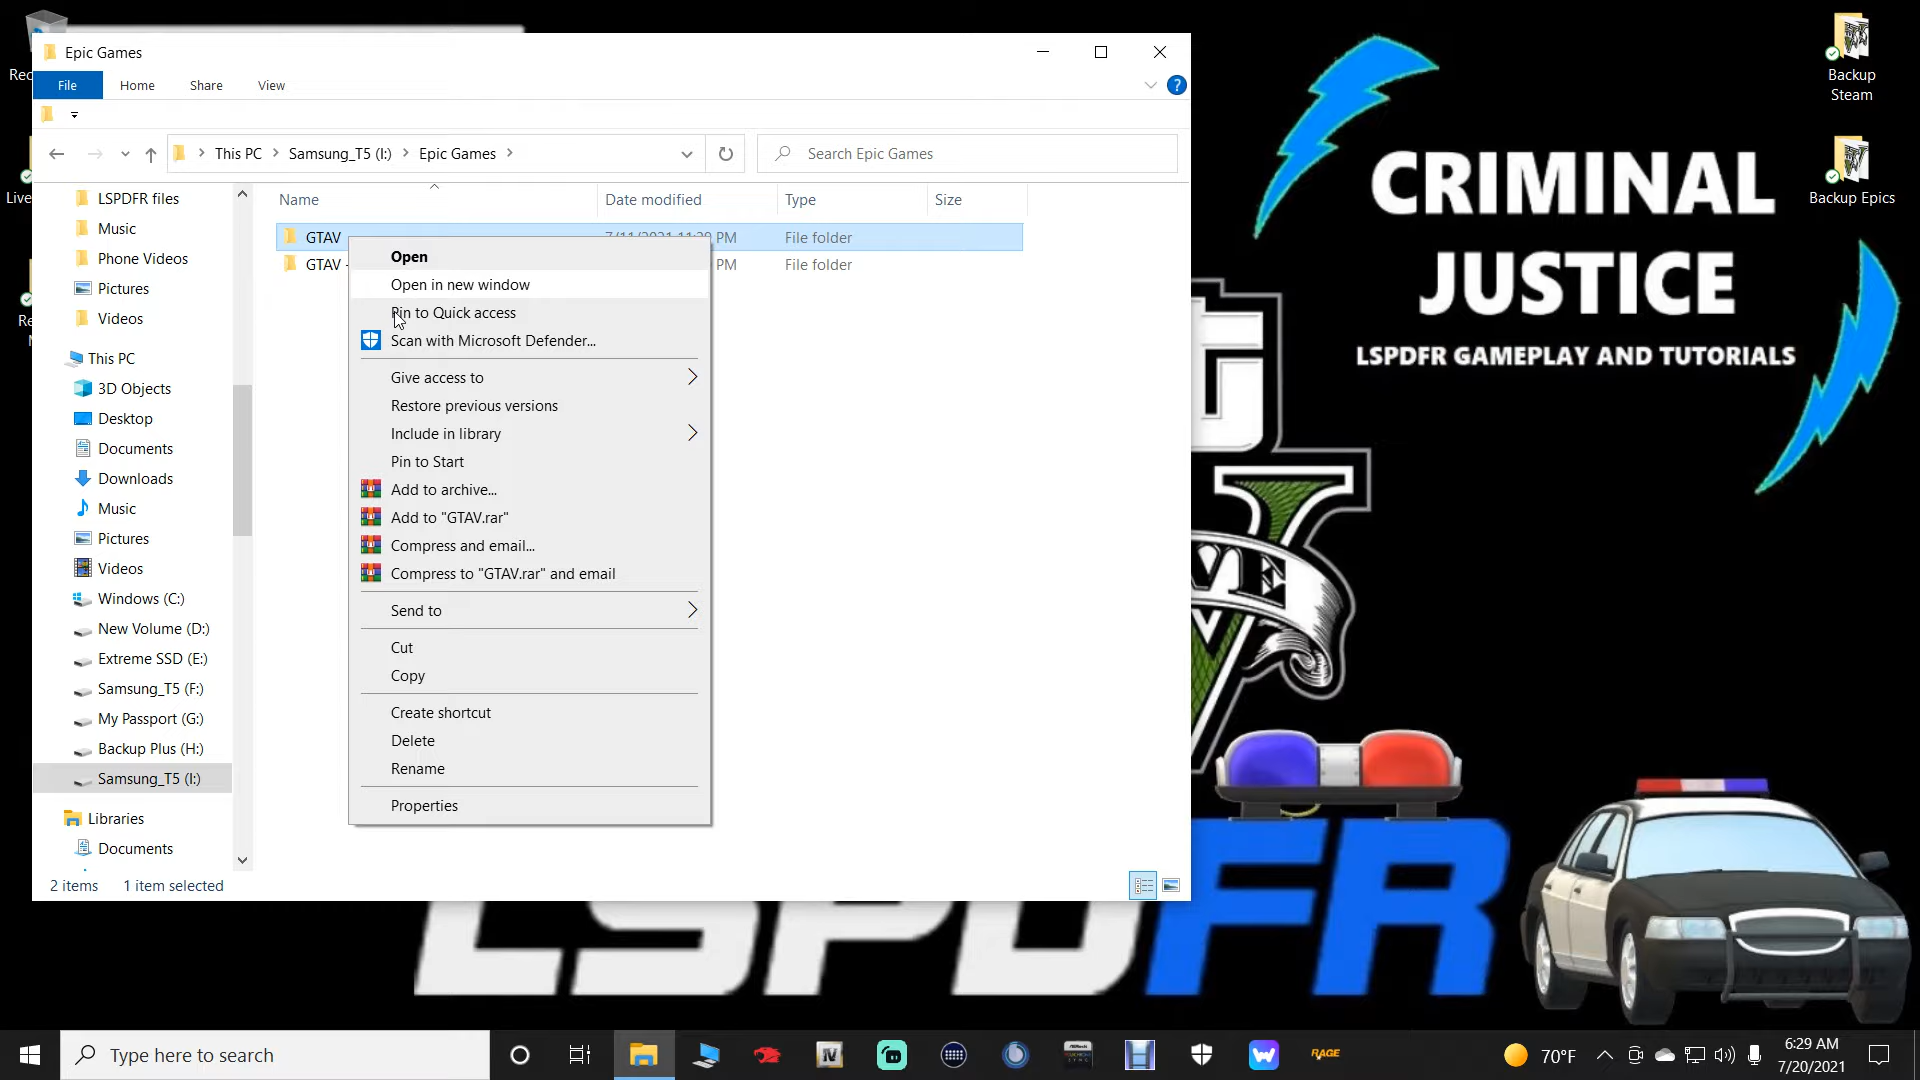 Epic Games
File
Home
Share
View
?
This PC
Samsung_T5 (I:)
Epic Games
Search Epic Games
Name
Date modified
Type
Size
GTAV
PM
File folder
GTAV
PM
File folder
LSPDFR files
Music
Phone Videos
Pictures
Videos
This PC
3D Objects
Desktop
Documents
Downloads
Music
Pictures
Videos
Windows (C:)
New Volume (D:)
Extreme SSD (E:)
Samsung_T5 (F:)
My Passport (G:)
Backup Plus (H:)
Samsung_T5 (I:)
Libraries
Documents
Open
Open in new window
Pin to Quick access
Scan with Microsoft Defender...
Give access to
Restore previous versions
Include in library
Pin to Start
Add to archive...
Add to "GTAV.rar"
Compress and email...
Compress to "GTAV.rar" and email
Send to
Cut
Copy
Create shortcut
Delete
Rename
Properties
2 items
1 item selected
Backup
Steam
Backup Epics
CRIMINAL
JUSTICE
LSPDFR GAMEPLAY AND TUTORIALS
V
LSPDFR
Type here to search
IV
RAGE
70°F
6:29 AM
7/20/2021